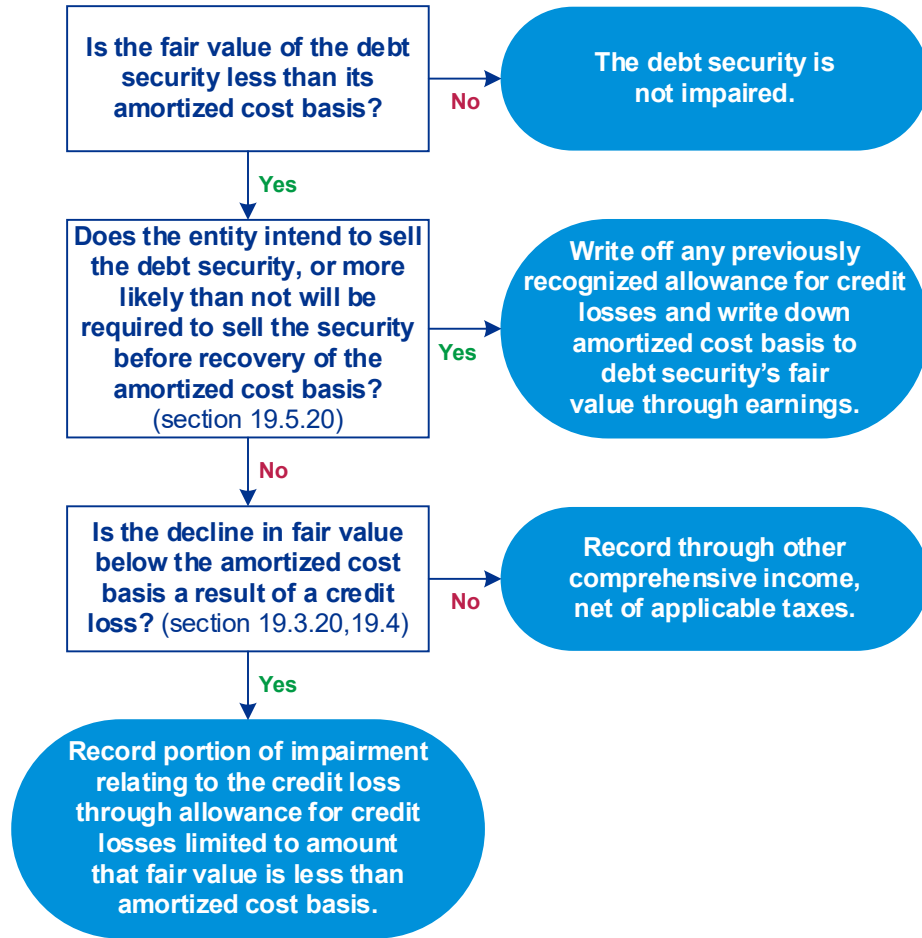 Is the fair value of the debt
security less than its
amortized cost basis?
No
The debt security is
not impaired.
Yes
Does the entity intend to sell
the debt security, or more
likely than not will be
required to sell the security
before recovery of the
amortized cost basis?
(section 19.5.20)
Yes
Write off any previously
recognized allowance for credit
losses and write down
amortized cost basis to
debt security’s fair
value through earnings.
No
Is the decline in fair value
below the amortized cost
basis a result of a credit
loss? (section 19.3.20,19.4)
No
Record through other
comprehensive income,
net of applicable taxes.
Yes
Record portion of impairment
relating to the credit loss
through allowance for credit
losses limited to amount
that fair value is less than
amortized cost basis.